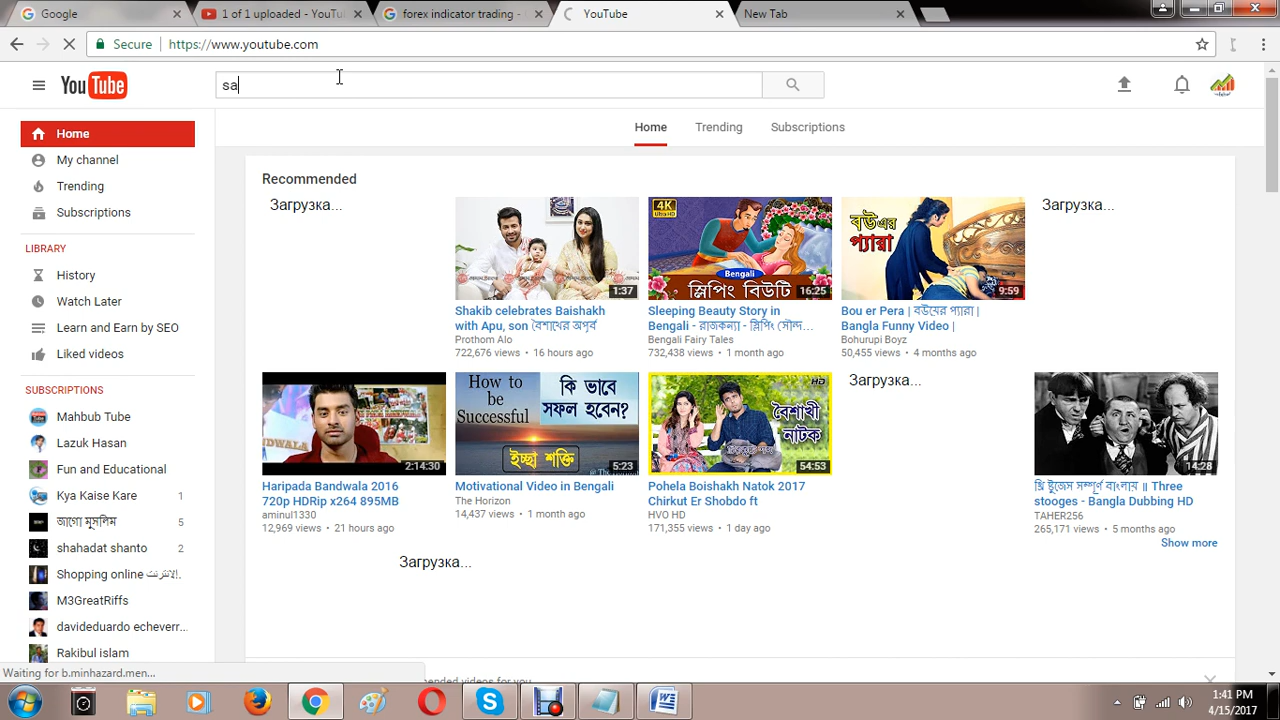 Google
1 of 1 uploaded - YouTu
forex indicator trading -
YouTube
New Tab
Secure
https://www.youtube.com
YouTube
sa
Home
Trending
Subscriptions
Home
My channel
Trending
Subscriptions
LIBRARY
History
Watch Later
Learn and Earn by SEO
Liked videos
SUBSCRIPTIONS
Mahbub Tube
Lazuk Hasan
Fun and Educational
Kya Kaise Kare 1
জাগো মুসলিম 5
shahadat shanto 2
Shopping online الانترنت.
M3GreatRiffs
davideduardo echeverr...
Rakibul islam
Recommended
Загрузка...
1:37
Shakib celebrates Baishakh
with Apu, son বৈশাখে অপূর্ব
Prothom Alo
722,676 views • 16 hours ago
4K
Ultra HD
Bengali
স্লিপিং বিউটি
16:25
Sleeping Beauty Story in
Bengali - রাজকন্যা - স্লিপিং সৌন্দ...
Bengali Fairy Tales
732,438 views • 1 month ago
বউএর
প্যারা
9:59
Bou er Pera | বউয়ের প্যারা |
Bangla Funny Video |
Bohurupi Boyz
50,455 views • 4 months ago
Загрузка...
2:14:30
Haripada Bandwala 2016
720p HDRip x264 895MB
aminul1330
12,969 views • 21 hours ago
How to
be
Successful
কি ভাবে
সফল হবেন?
ইচ্ছা শক্তি
5:23
Motivational Video in Bengali
The Horizon
14,437 views • 1 month ago
HD
বৈশাখী
নাটক
54:53
Pohela Boishakh Natok 2017
Chirkut Er Shobdo ft
HVO HD
171,355 views • 1 day ago
Загрузка...
14:28
থ্রি স্টুজেস সম্পূর্ণ বাংলায় ॥ Three
stooges - Bangla Dubbing HD
TAHER256
265,171 views • 5 months ago
Show more
Загрузка...
Waiting for b.minhazard.men...
1:41 PM
4/15/2017